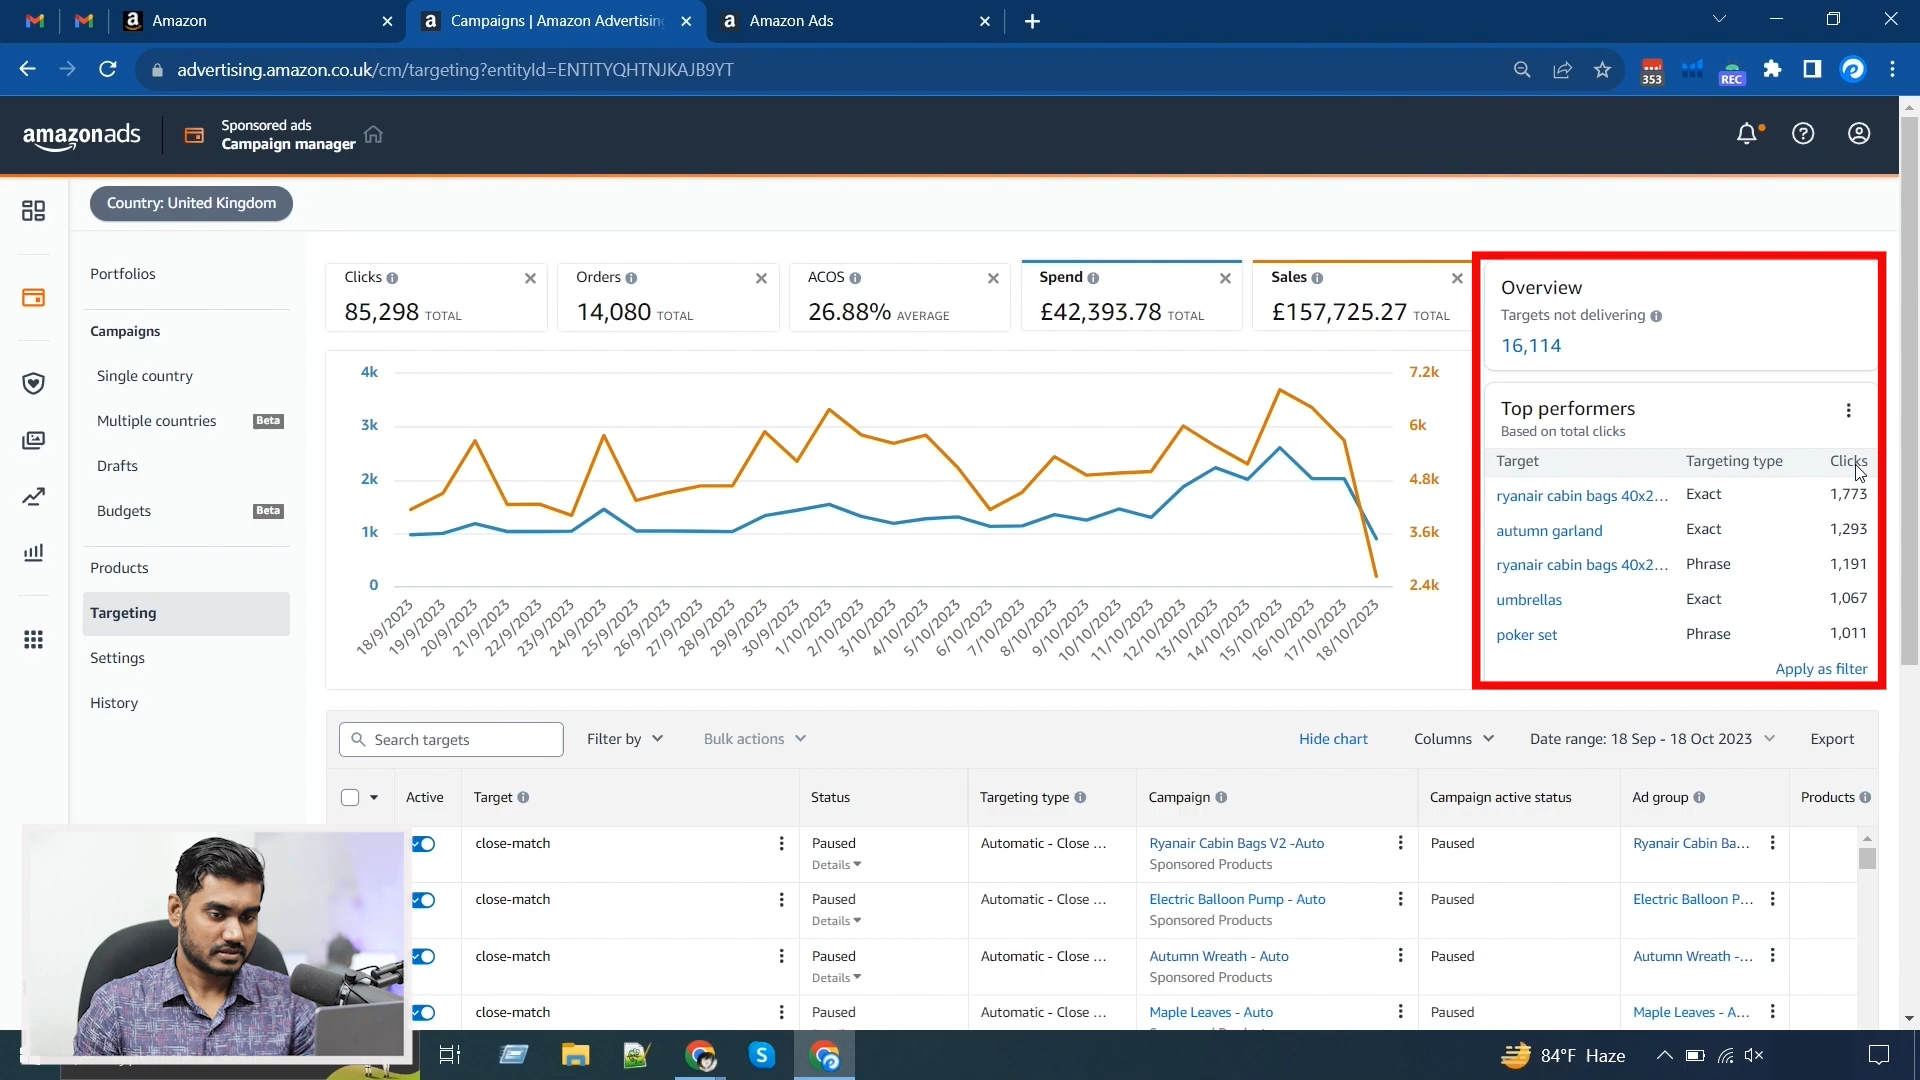 Amazon
Campaigns | Amazon Advertising
Amazon Ads
advertising.amazon.co.uk/cm/targeting?entityId=ENTITYQHTNJKAJB9YT
353
REC
amazonads
Sponsored ads
Campaign manager
Country: United Kingdom
Portfolios
Campaigns
Single country
Multiple countries Beta
Drafts
Budgets Beta
Products
Targeting
Settings
History
Clicks
85,298 TOTAL
Orders
14,080 TOTAL
ACOS
26.88% AVERAGE
Spend
£42,393.78 TOTAL
Sales
£157,725.27 TOTAL
4k
3k
2k
1k
0
7.2k
6k
4.8k
3.6k
2.4k
18/9/2023
19/9/2023
20/9/2023
21/9/2023
22/9/2023
23/9/2023
24/9/2023
25/9/2023
26/9/2023
27/9/2023
28/9/2023
29/9/2023
30/9/2023
1/10/2023
2/10/2023
3/10/2023
4/10/2023
5/10/2023
6/10/2023
7/10/2023
8/10/2023
9/10/2023
10/10/2023
11/10/2023
12/10/2023
13/10/2023
14/10/2023
15/10/2023
16/10/2023
17/10/2023
18/10/2023
Overview
Targets not delivering
16,114
Top performers
Based on total clicks
Target Targeting type Clicks
ryanair cabin bags 40x2... Exact 1,773
autumn garland Exact 1,293
ryanair cabin bags 40x2... Phrase 1,191
umbrellas Exact 1,067
poker set Phrase 1,011
Apply as filter
Search targets Filter by Bulk actions Hide chart Columns Date range: 18 Sep - 18 Oct 2023 Export
Active Target Status Targeting type Campaign Campaign active status Ad group Products
close-match Paused Automatic - Close ... Ryanair Cabin Bags V2 -Auto Paused Ryanair Cabin Ba...
Details Sponsored Products
close-match Paused Automatic - Close ... Electric Balloon Pump - Auto Paused Electric Balloon P...
Details Sponsored Products
close-match Paused Automatic - Close ... Autumn Wreath - Auto Paused Autumn Wreath -...
Details Sponsored Products
close-match Paused Automatic - Close ... Maple Leaves - Auto Paused Maple Leaves - A...
84°F Haze